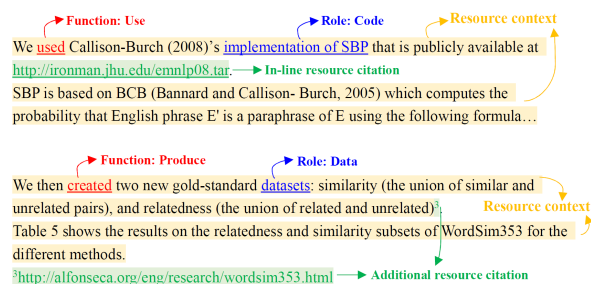 Function: Use Role: Code Resource context
We used Callison-Burch (2008)’s implementation of SBP that is publicly available at
http://ironman.jhu.edu/emnlp08.tar. In-line resource citation
SBP is based on BCB (Bannard and Callison- Burch, 2005) which computes the
probability that English phrase E' is a paraphrase of E using the following formula…
Function: Produce Role: Data
We then created two new gold-standard datasets: similarity (the union of similar and
unrelated pairs), and relatedness (the union of related and unrelated)³.
Resource context
Table 5 shows the results on the relatedness and similarity subsets of WordSim353 for the
different methods.
³http://alfonseca.org/eng/research/wordsim353.html Additional resource citation